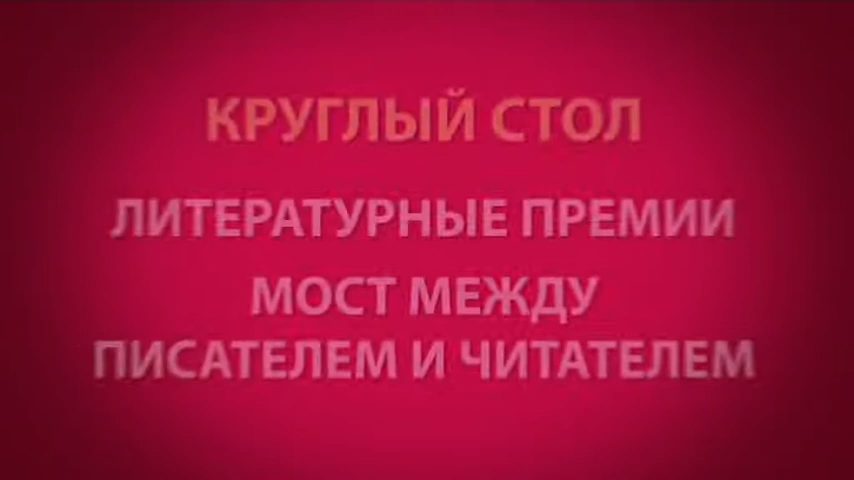 КРУГЛЫЙ СТОЛ
ЛИТЕРАТУРНЫЕ ПРЕМИИ
МОСТ МЕЖДУ
ПИСАТЕЛЕМ И ЧИТАТЕЛЕМ